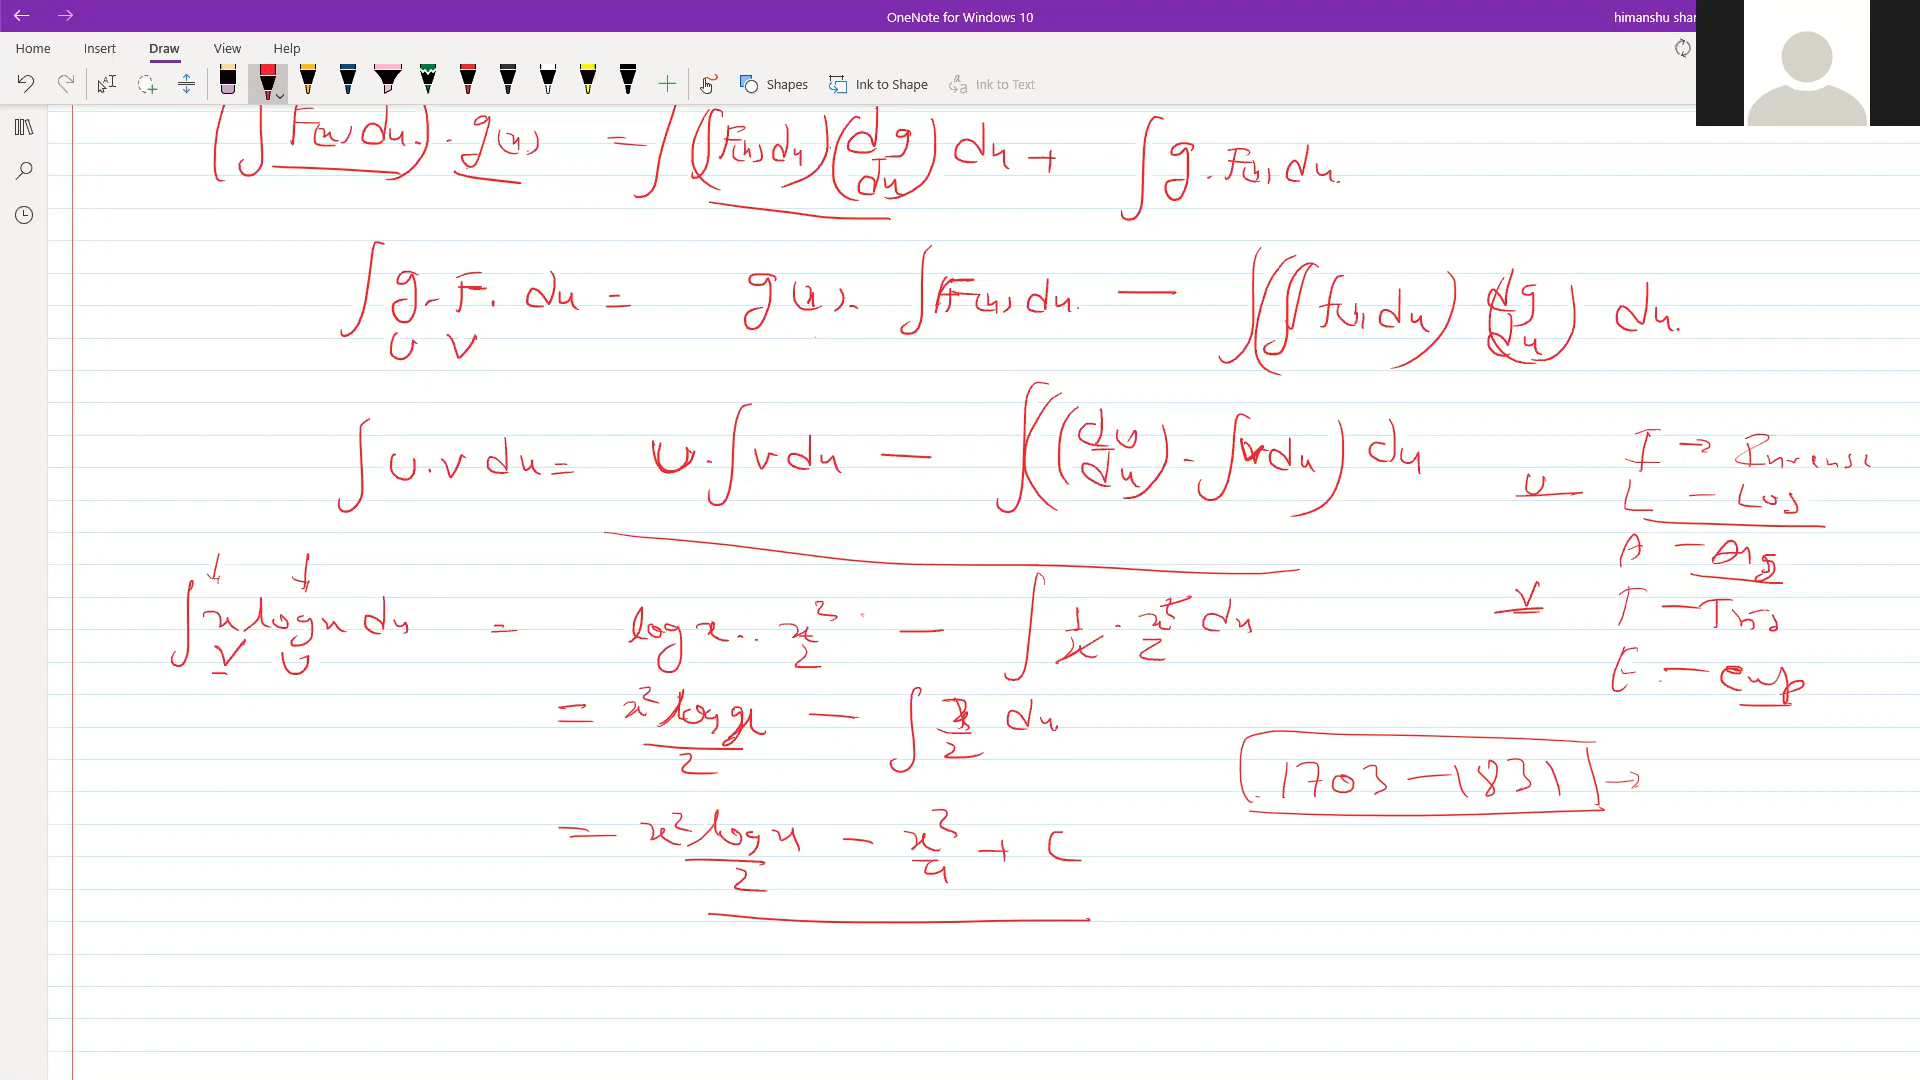 OneNote for Windows 10
himanshu shar
Home Insert Draw View Help
Shapes Ink to Shape Ink to Text
(∫ F(x) dx) . g(x) = ∫ (∫F(x) dx) (dg/dx) dx + ∫ g . F(x) dx.
∫ g . F . dx = g(x) . ∫ F(x) dx . — ∫ ((∫ f(x) dx) dg/dx) dx.
U V
∫ U . V dx = U . ∫ v dx — ∫ ((du/dx) - ∫ v dx) dx
I →
U L - Log
A - Alg
V T - Trig
E - exp
∫ x log x dx = log x . . x²/2 - ∫ 1/x . x²/2 dx
V U
= x² log x / 2 - ∫ x/2 dx
1703 - 1831 →
= x² log x / 2 - x²/4 + C